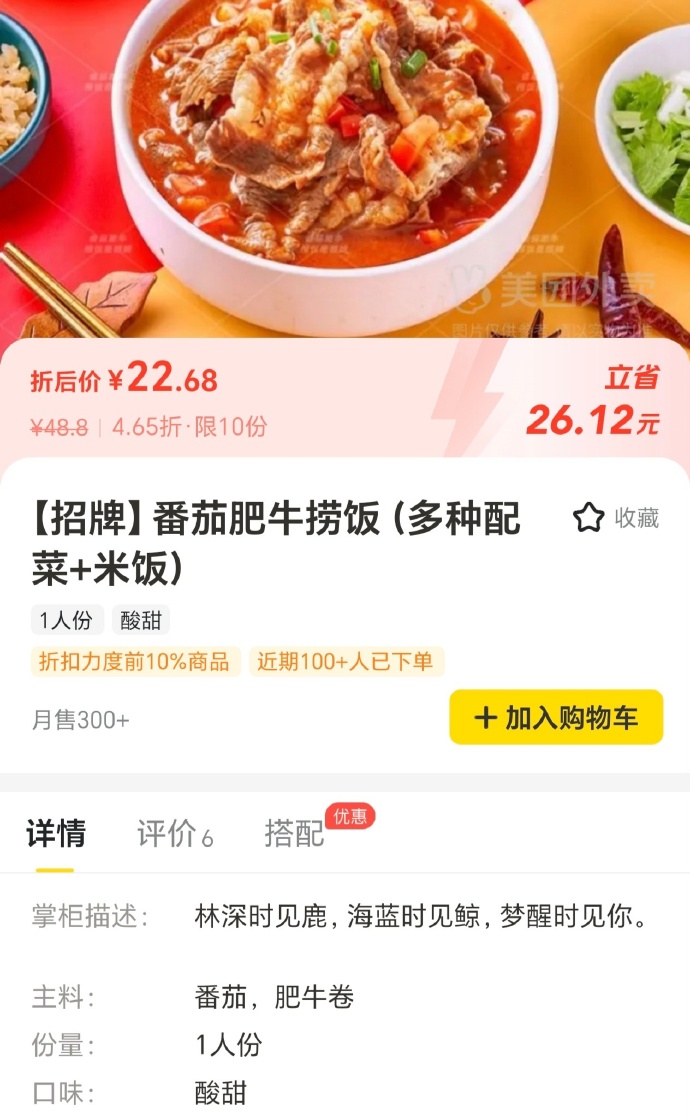 美团外卖
折后价 ¥22.68
立省
¥48.8 | 4.65折·限10份
26.12元
【招牌】番茄肥牛捞饭（多种配
菜+米饭）
收藏
1人份 酸甜
折扣力度前10%商品 近期100+人已下单
月售300+
+ 加入购物车
详情 评价6 搭配 优惠
掌柜描述： 林深时见鹿，海蓝时见鲸，梦醒时见你。
主料： 番茄，肥牛卷
份量： 1人份
口味： 酸甜